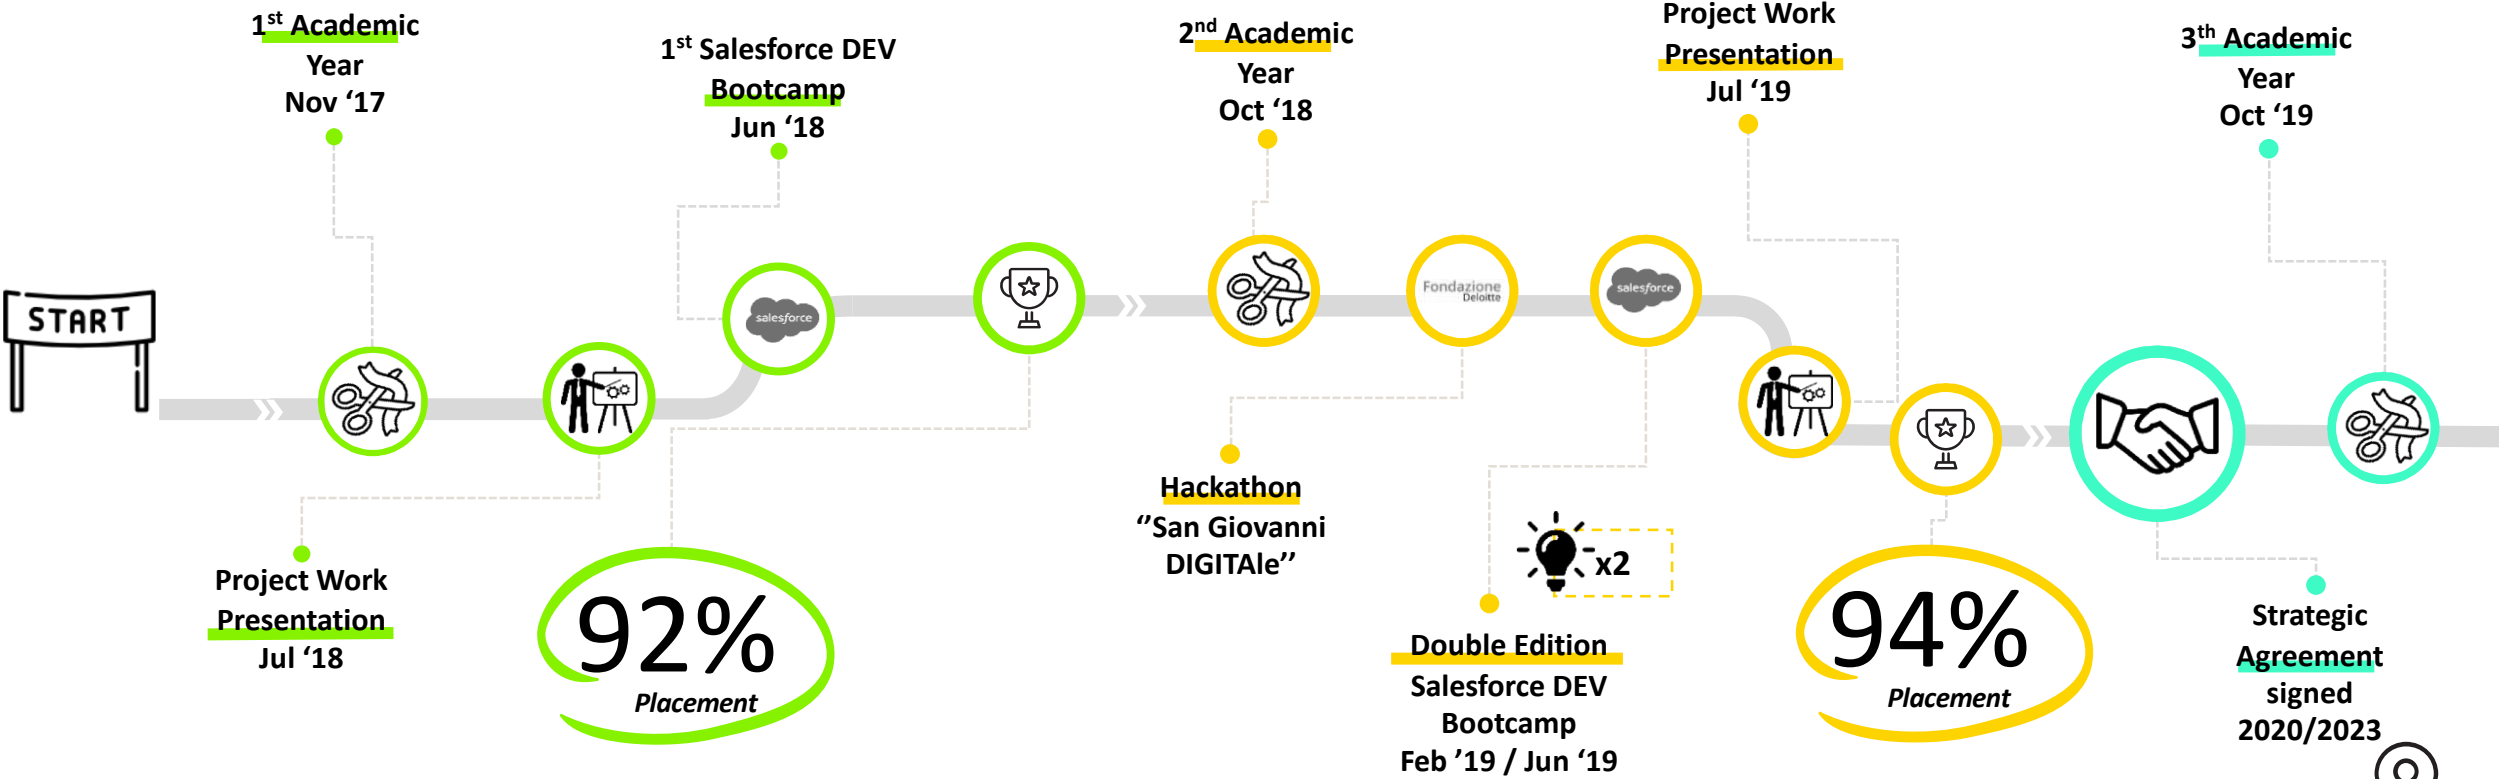 1st Academic
Year
Nov ‘17
1st Salesforce DEV
Bootcamp
Jun ‘18
2nd Academic
Year
Oct ‘18
Project Work
Presentation
Jul ‘19
3th Academic
Year
Oct ‘19
START
salesforce
Fondazione
Deloitte
salesforce
Project Work
Presentation
Jul ‘18
92%
Placement
Hackathon
‘’San Giovanni
DIGITAle’’
x2
Double Edition
Salesforce DEV
Bootcamp
Feb ’19 / Jun ‘19
94%
Placement
Strategic
Agreement
signed
2020/2023